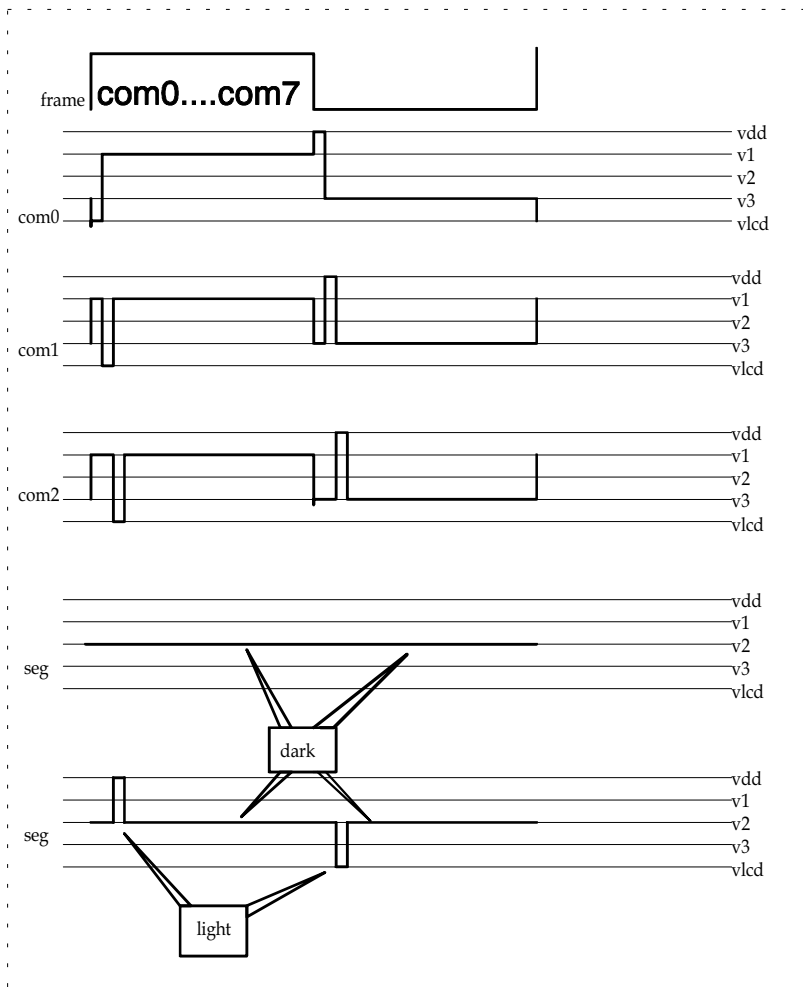 frame com0....com7
vdd
v1
v2
v3
com0
vlcd
vdd
v1
v2
com1
v3
vlcd
vdd
v1
v2
com2
v3
vlcd
vdd
v1
v2
seg
v3
vlcd
dark
vdd
v1
v2
seg
v3
vlcd
light